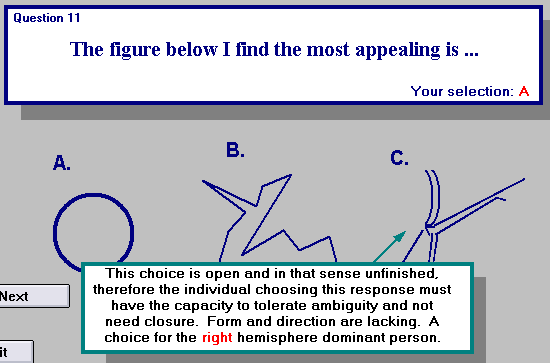 Question 11
The figure below I find the most appealing is ...
Your selection: A
A.
B.
C.
This choice is open and in that sense unfinished,
therefore the individual choosing this response must
have the capacity to tolerate ambiguity and not
need closure. Form and direction are lacking. A
choice for the right hemisphere dominant person.
Next
it